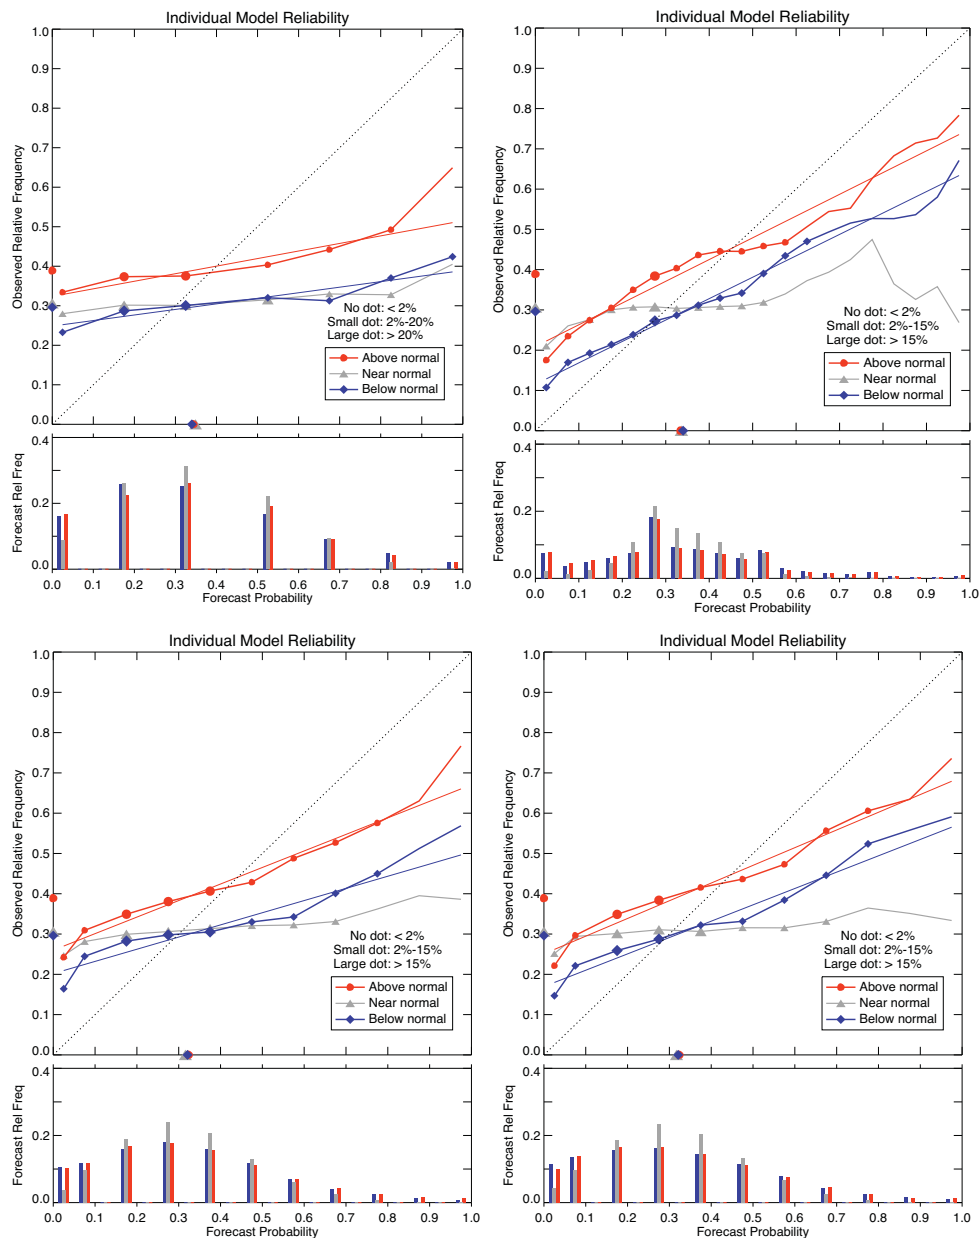 Individual Model Reliability
1.0
0.9
0.8
0.7
0.6
0.5
0.4
0.3
0.2
0.1
0.0
Observed Relative Frequency
No dot: < 2%
Small dot: 2%-20%
Large dot: > 20%
Above normal
Near normal
Below normal
0.4
0.2
0.0
Forecast Rel Freq
0.0 0.1 0.2 0.3 0.4 0.5 0.6 0.7 0.8 0.9 1.0
Forecast Probability
Individual Model Reliability
1.0
0.9
0.8
0.7
0.6
0.5
0.4
0.3
0.2
0.1
0.0
Observed Relative Frequency
No dot: < 2%
Small dot: 2%-15%
Large dot: > 15%
Above normal
Near normal
Below normal
0.4
0.2
0.0
Forecast Rel Freq
0.0 0.1 0.2 0.3 0.4 0.5 0.6 0.7 0.8 0.9 1.0
Forecast Probability
Individual Model Reliability
1.0
0.9
0.8
0.7
0.6
0.5
0.4
0.3
0.2
0.1
0.0
Observed Relative Frequency
No dot: < 2%
Small dot: 2%-15%
Large dot: > 15%
Above normal
Near normal
Below normal
0.4
0.2
0.0
Forecast Rel Freq
0.0 0.1 0.2 0.3 0.4 0.5 0.6 0.7 0.8 0.9 1.0
Forecast Probability
Individual Model Reliability
1.0
0.9
0.8
0.7
0.6
0.5
0.4
0.3
0.2
0.1
0.0
Observed Relative Frequency
No dot: < 2%
Small dot: 2%-15%
Large dot: > 15%
Above normal
Near normal
Below normal
0.4
0.2
0.0
Forecast Rel Freq
0.0 0.1 0.2 0.3 0.4 0.5 0.6 0.7 0.8 0.9 1.0
Forecast Probability